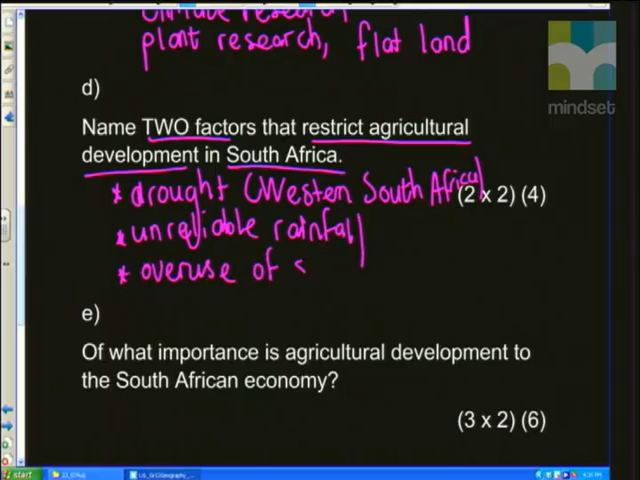 climate research
plant research, flat land
mindset
d)
Name TWO factors that restrict agricultural
development in South Africa.
* drought (Western South Africa)
(2 x 2) (4)
* unreliable rainfall
* overuse of s
e)
Of what importance is agricultural development to
the South African economy?
(3 x 2) (6)
start